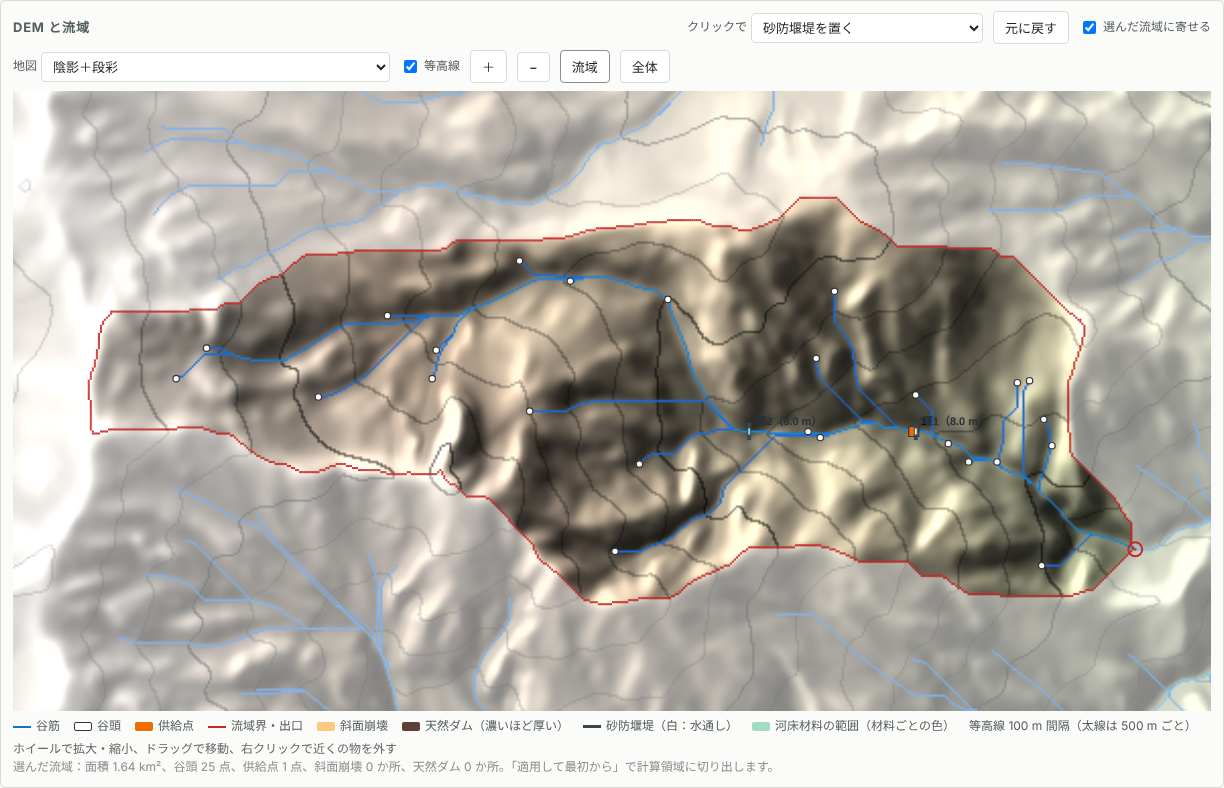 DEM と流域
クリックで 砂防堰堤を置く 元に戻す 選んだ流域に寄せる
地図 陰影＋段彩 等高線 ＋ － 流域 全体
（8.0 m） （8.0 m）
谷筋 谷頭 供給点 流域界・出口 斜面崩壊 天然ダム（濃いほど厚い） 砂防堰堤（白：水通し） 河床材料の範囲（材料ごとの色） 等高線 100 m 間隔（太線は 500 m ごと）
ホイールで拡大・縮小、ドラッグで移動、右クリックで近くの物を外す
選んだ流域：面積 1.64 km²、谷頭 25 点、供給点 1 点、斜面崩壊 0 か所、天然ダム 0 か所。「適用して最初から」で計算領域に切り出します。